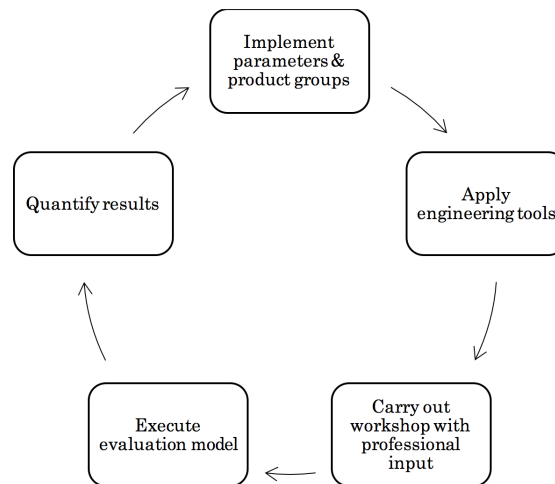 Implement
parameters &
product groups
Apply
engineering tools
Carry out
workshop with
professional
input
Execute
evaluation model
Quantify results